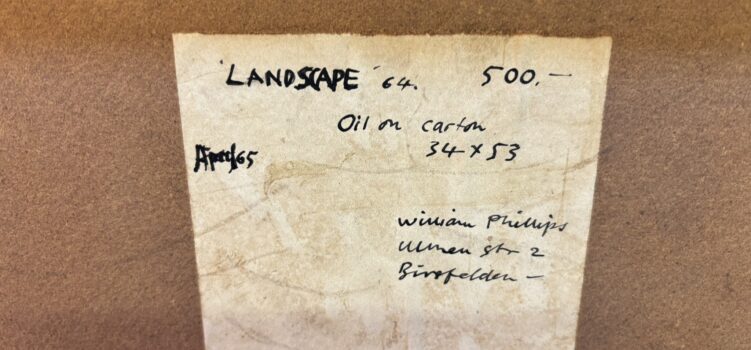 'LANDSCAPE' 64. 500.—
Oil on carton
34 x 53
April/65
William Phillips
Ulmen str 2
Birsfelden —